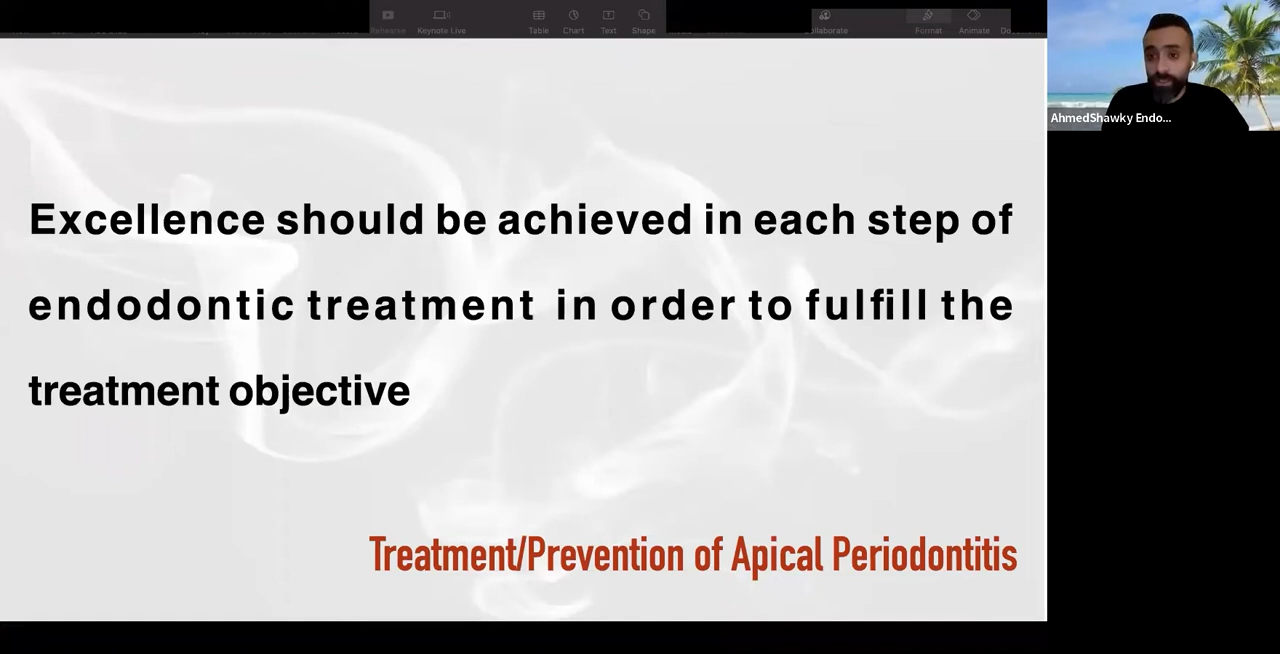 Rehearse Keynote Live Table Chart Text Shape Format Animate
AhmedShawky Endo...
Excellence should be achieved in each step of
endodontic treatment in order to fulfill the
treatment objective
Treatment/Prevention of Apical Periodontitis